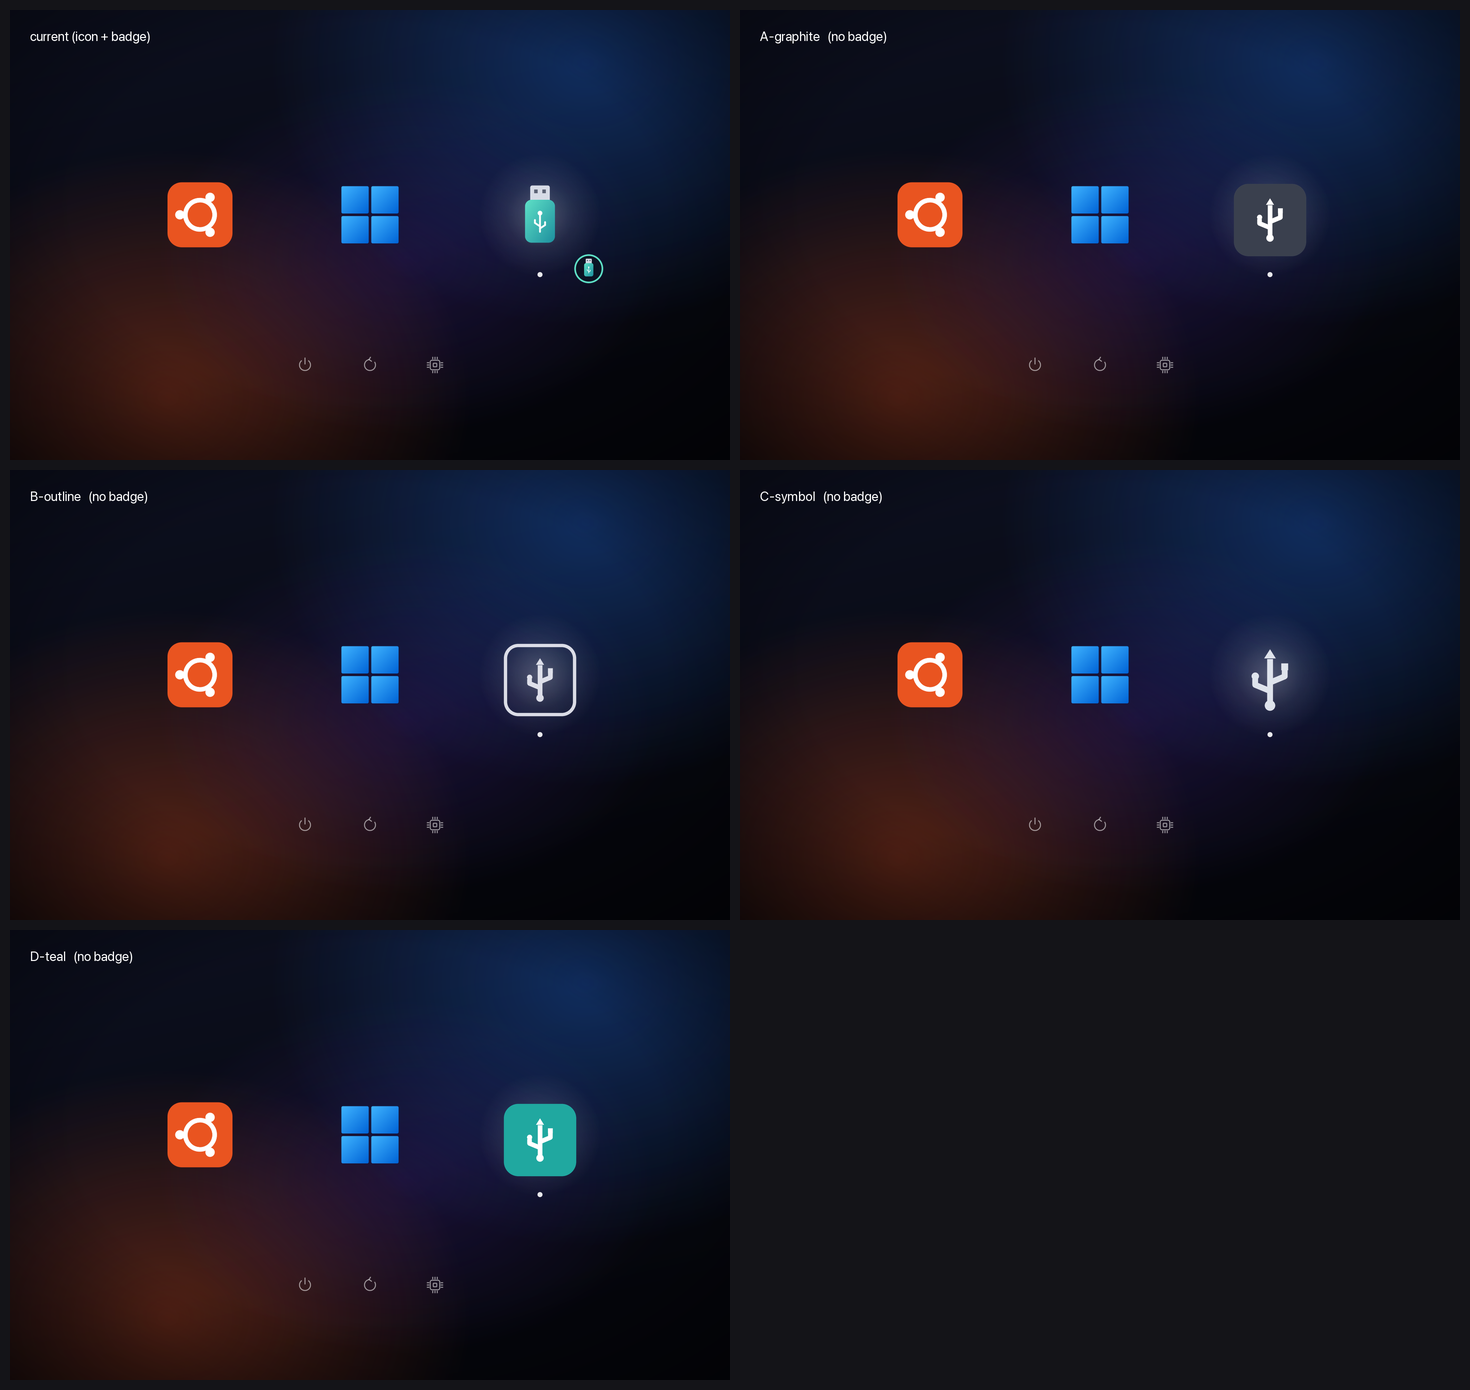 current (icon + badge)
A-graphite (no badge)
B-outline (no badge)
C-symbol (no badge)
D-teal (no badge)